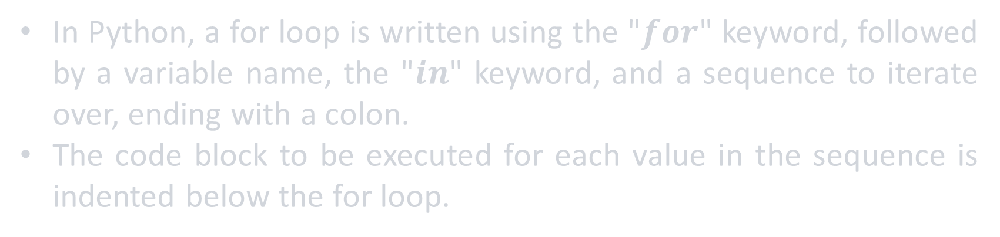 • In Python, a for loop is written using the "for" keyword, followed
by a variable name, the "in" keyword, and a sequence to iterate
over, ending with a colon.
• The code block to be executed for each value in the sequence is
indented below the for loop.